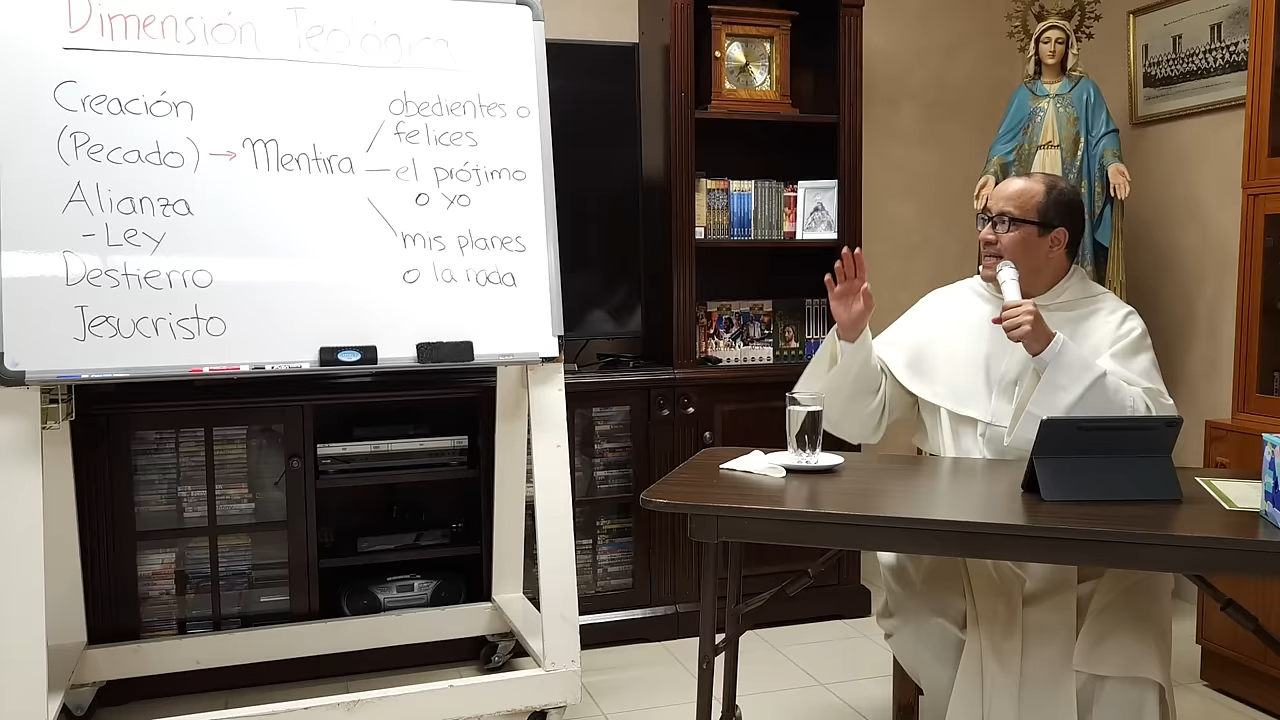 Dimensión Teológica
Creación
(Pecado) → Mentira
Alianza
-Ley
Destierro
Jesucristo
obedientes o
felices
el prójimo
o yo
mis planes
o la nada